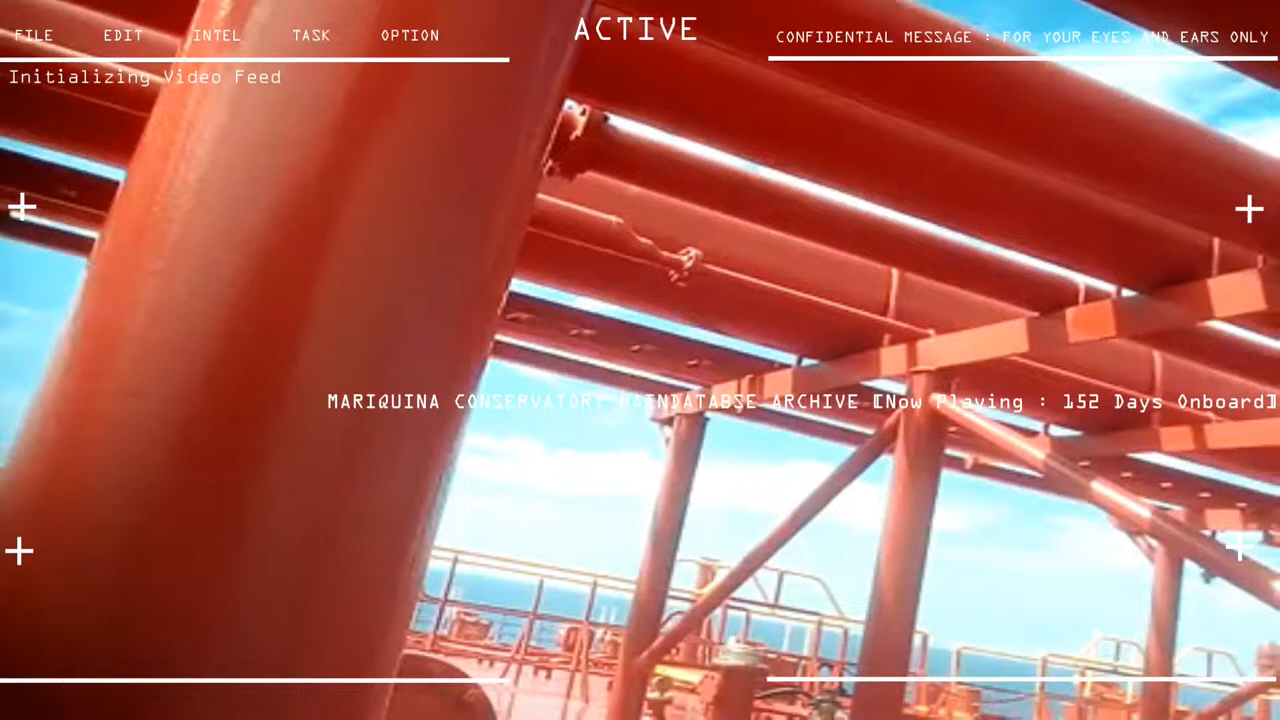 FILE EDIT INTEL TASK OPTION
ACTIVE
CONFIDENTIAL MESSAGE : FOR YOUR EYES AND EARS ONLY
Initializing Video Feed
MARIQUINA CONSERVATORY MAINDATABSE ARCHIVE [Now Playing : 152 Days Onboard]